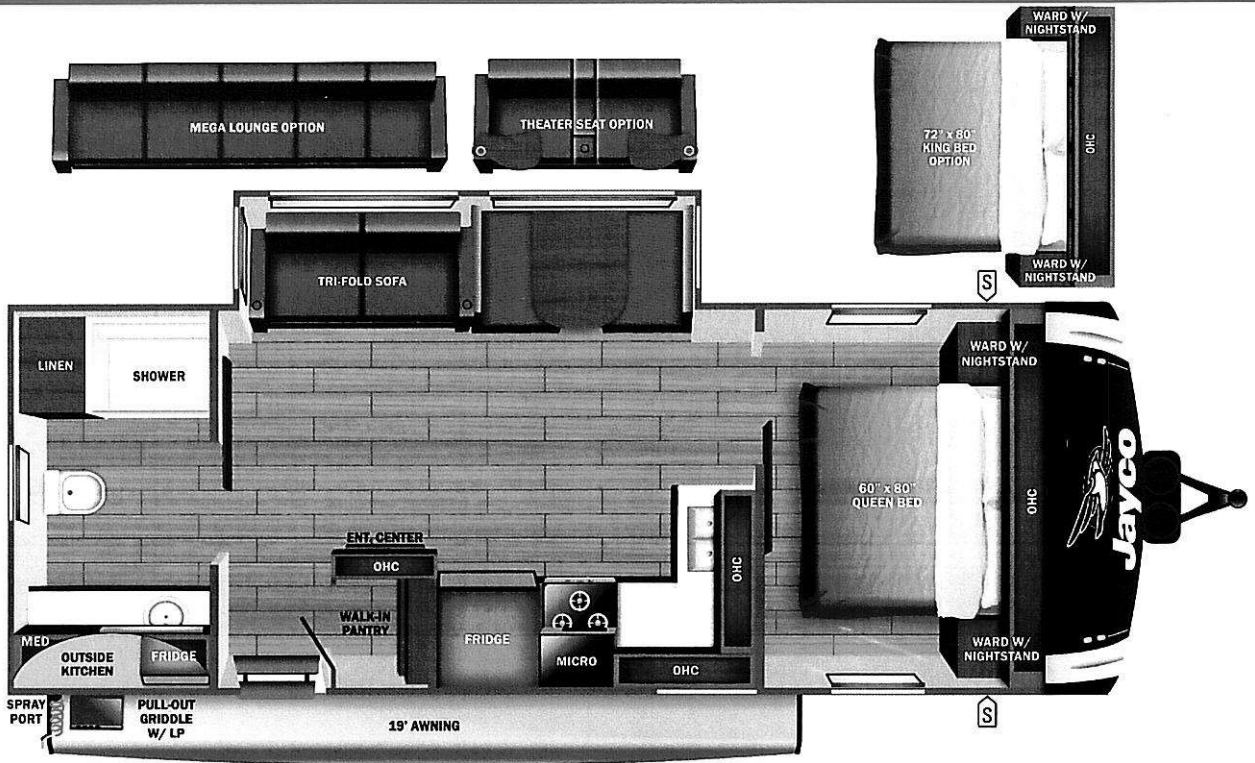 WARD W/
NIGHTSTAND
MEGA LOUNGE OPTION
THEATER SEAT OPTION
72" x 80"
KING BED
OPTION
OHC
WARD W/
NIGHTSTAND
S
TRI-FOLD SOFA
LINEN
SHOWER
WARD W/
NIGHTSTAND
60" x 80"
QUEEN BED
OHC
Jayco
ENT. CENTER
OHC
OHC
WALK-IN
PANTRY
FRIDGE
MICRO
OHC
WARD W/
NIGHTSTAND
MED
OUTSIDE
KITCHEN
FRIDGE
SPRAY
PORT
PULL-OUT
GRIDDLE
W/ LP
19' AWNING
S